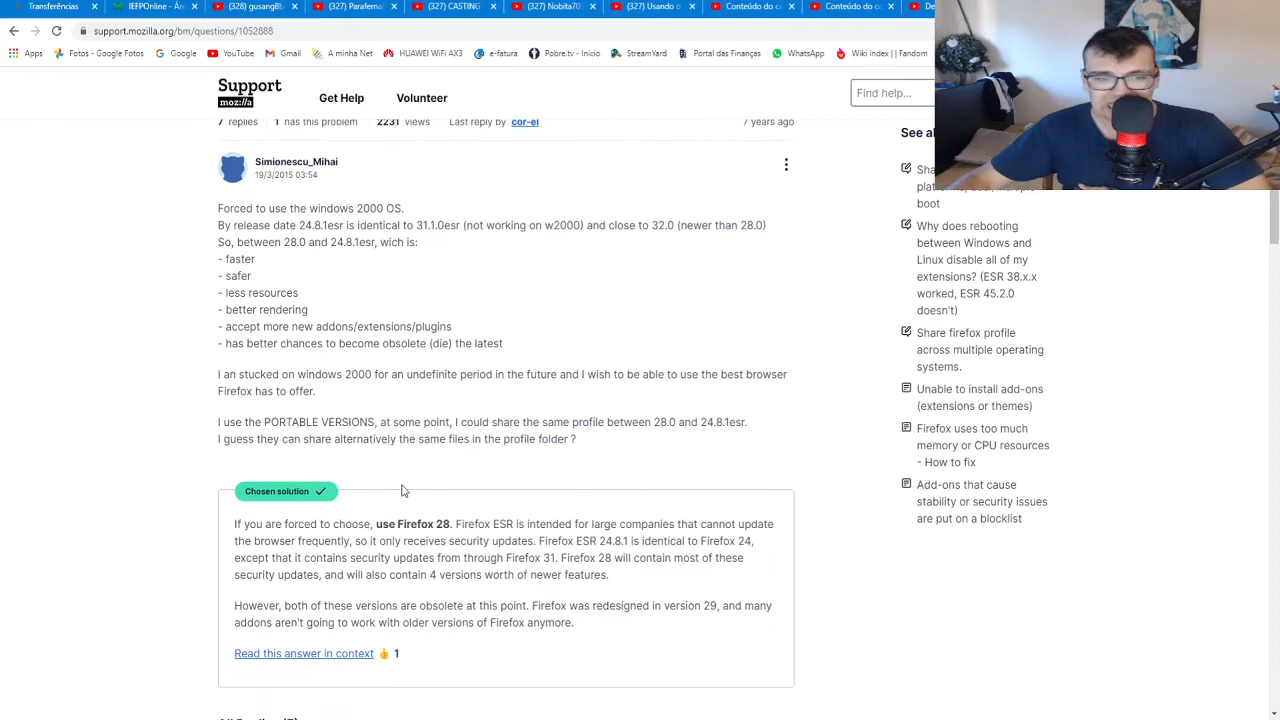 Transferências
IEFPOnline - Ám
(328) gusang8b
(327) Parafema
(327) CASTING
(327) Nobita70
(327) Usando o
Conteúdo do ca
Conteúdo do ca
De
support.mozilla.org/bm/questions/1052888
Apps
Fotos - Google Fotos
Google
YouTube
Gmail
A minha Net
HUAWEI WiFi AX3
e-fatura
Pobre.tv - Início
StreamYard
Portal das Finanças
WhatsApp
Wiki Index | Fandom
Support
moz://a
Get Help
Volunteer
Find help...
7 replies
1 has this problem
2231 views
Last reply by cor-el
7 years ago
Simionescu_Mihai
19/3/2015 03:54
Forced to use the windows 2000 OS.
By release date 24.8.1esr is identical to 31.1.0esr (not working on w2000) and close to 32.0 (newer than 28.0)
So, between 28.0 and 24.8.1esr, wich is:
- faster
- safer
- less resources
- better rendering
- accept more new addons/extensions/plugins
- has better chances to become obsolete (die) the latest
I an stucked on windows 2000 for an undefinite period in the future and I wish to be able to use the best browser
Firefox has to offer.
I use the PORTABLE VERSIONS, at some point, I could share the same profile between 28.0 and 24.8.1esr.
I guess they can share alternatively the same files in the profile folder ?
Chosen solution
If you are forced to choose, use Firefox 28. Firefox ESR is intended for large companies that cannot update
the browser frequently, so it only receives security updates. Firefox ESR 24.8.1 is identical to Firefox 24,
except that it contains security updates from through Firefox 31. Firefox 28 will contain most of these
security updates, and will also contain 4 versions worth of newer features.
However, both of these versions are obsolete at this point. Firefox was redesigned in version 29, and many
addons aren't going to work with older versions of Firefox anymore.
Read this answer in context 👍 1
See al
Sha
boot
Why does rebooting
between Windows and
Linux disable all of my
extensions? (ESR 38.x.x
worked, ESR 45.2.0
doesn't)
Share firefox profile
across multiple operating
systems.
Unable to install add-ons
(extensions or themes)
Firefox uses too much
memory or CPU resources
- How to fix
Add-ons that cause
stability or security issues
are put on a blocklist